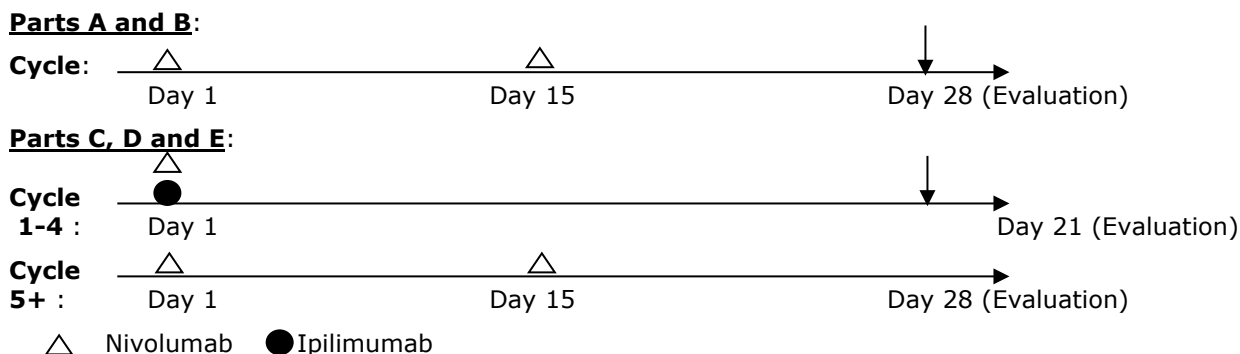 Parts A and B:
Cycle:
Day 1 Day 15 Day 28 (Evaluation)
Parts C, D and E:
Cycle
1-4 : Day 1 Day 21 (Evaluation)
Cycle
5+ : Day 1 Day 15 Day 28 (Evaluation)
Nivolumab Ipilimumab